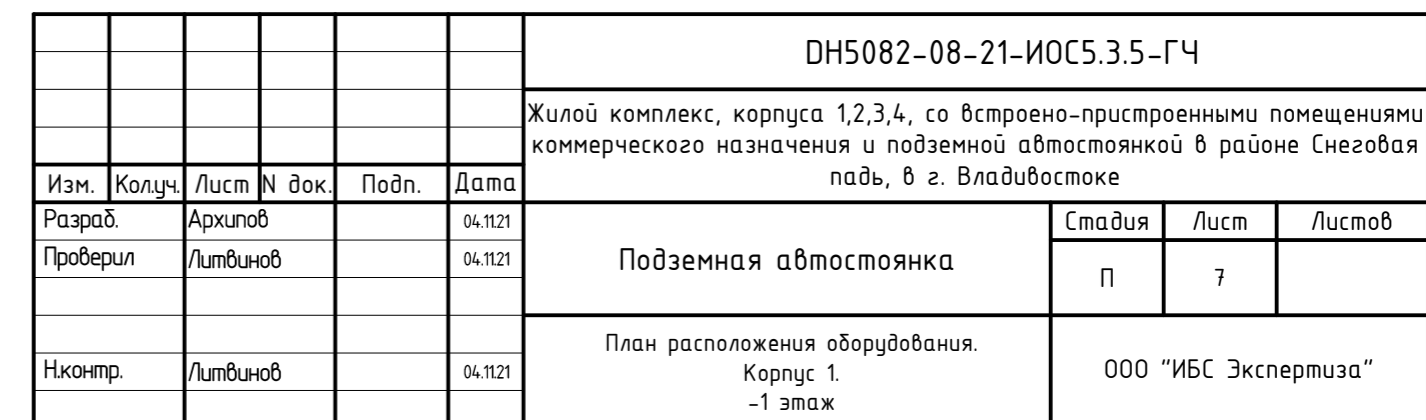 DH5082-08-21-ИОС5.3.5-ГЧ
Жилой комплекс, корпуса 1,2,3,4, со встроено-пристроенными помещениями
коммерческого назначения и подземной автостоянкой в районе Снеговая
падь, в г. Владивостоке
Изм. Кол.уч. Лист N док. Подп. Дата
Разраб. Архипов 04.11.21
Проверил Литвинов 04.11.21
Подземная автостоянка
Стадия Лист Листов
П 7
Н.контр. Литвинов 04.11.21
План расположения оборудования.
Корпус 1.
-1 этаж
ООО "ИБС Экспертиза"